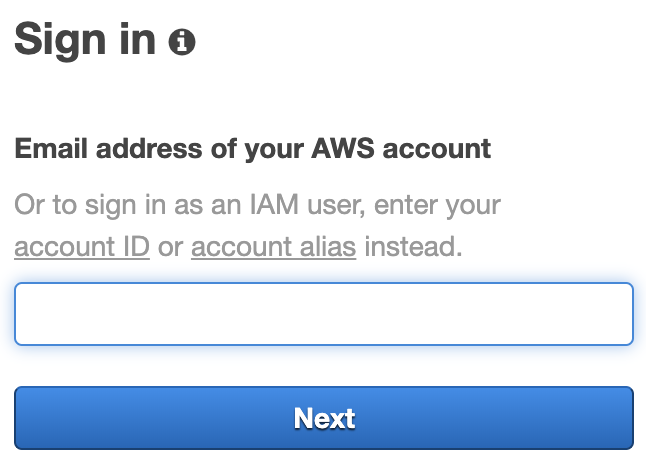 Sign in
Email address of your AWS account
Or to sign in as an IAM user, enter your
account ID or account alias instead.
Next